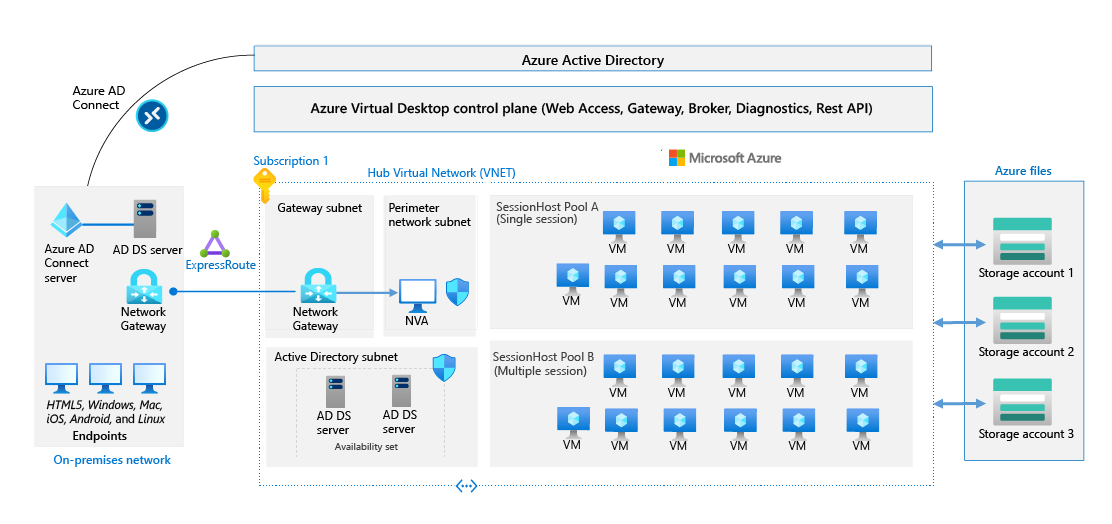 Azure Active Directory
Azure AD
Connect
Azure Virtual Desktop control plane (Web Access, Gateway, Broker, Diagnostics, Rest API)
Microsoft Azure
Subscription 1
Hub Virtual Network (VNET)
Azure files
Gateway subnet
Perimeter
network subnet
SessionHost Pool A
(Single session)
VM
VM
VM
VM
VM
VM
VM
VM
VM
VM
VM
Azure AD
Connect
server
AD DS server
ExpressRoute
Network
Gateway
Network
Gateway
NVA
Storage account 1
Storage account 2
Storage account 3
Active Directory subnet
AD DS
server
AD DS
server
Availability set
SessionHost Pool B
(Multiple session)
VM
VM
VM
VM
VM
VM
VM
VM
VM
VM
VM
HTML5, Windows, Mac,
iOS, Android, and Linux
Endpoints
On-premises network